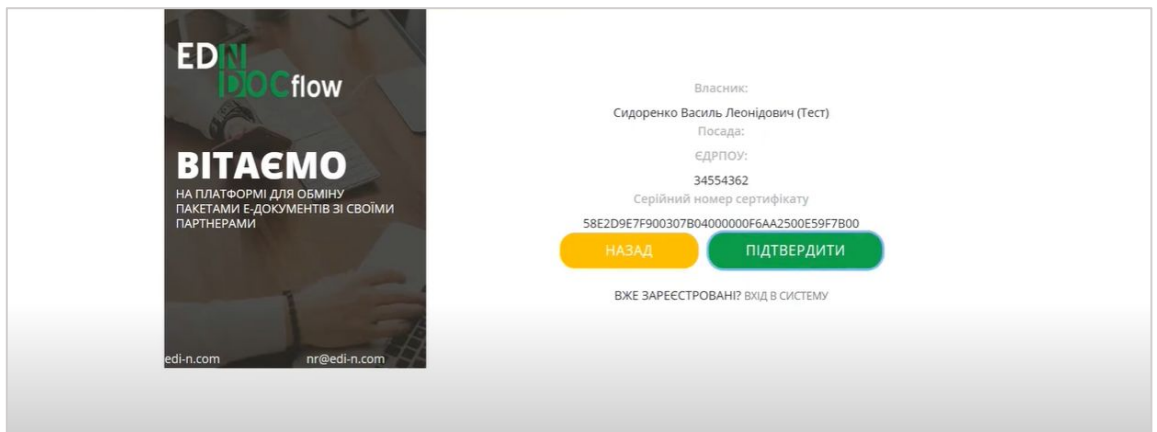 EDIN
DOCflow
ВІТАЄМО
НА ПЛАТФОРМІ ДЛЯ ОБМІНУ
ПАКЕТАМИ Е-ДОКУМЕНТІВ ЗІ СВОЇМИ
ПАРТНЕРАМИ
edi-n.com
nr@edi-n.com
Власник:
Сидоренко Василь Леонідович (Тест)
Посада:
ЄДРПОУ:
34554362
Серійний номер сертифікату
58E2D9E7F900307B04000000F6AA2500E59F7B00
НАЗАД
ПІДТВЕРДИТИ
ВЖЕ ЗАРЕЄСТРОВАНІ? ВХІД В СИСТЕМУ